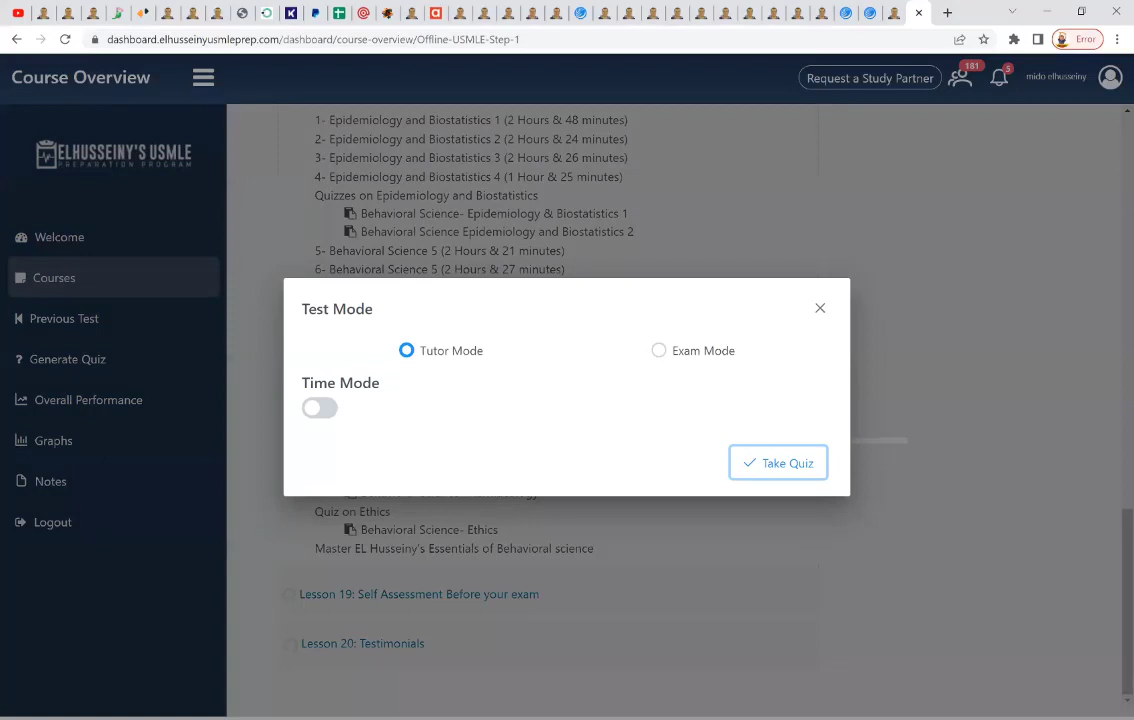 dashboard.elhusseinyusmleprep.com/dashboard/course-overview/Offline-USMLE-Step-1
Error
Course Overview
Request a Study Partner
181
5
mido elhusseiny
ELHUSSEINY'S USMLE
PREPARATION PROGRAM
Welcome
Courses
Previous Test
? Generate Quiz
Overall Performance
Graphs
Notes
Logout
1- Epidemiology and Biostatistics 1 (2 Hours & 48 minutes)
2- Epidemiology and Biostatistics 2 (2 Hours & 24 minutes)
3- Epidemiology and Biostatistics 3 (2 Hours & 26 minutes)
4- Epidemiology and Biostatistics 4 (1 Hour & 25 minutes)
Quizzes on Epidemiology and Biostatistics
Behavioral Science- Epidemiology & Biostatistics 1
Behavioral Science Epidemiology and Biostatistics 2
5- Behavioral Science 5 (2 Hours & 21 minutes)
6- Behavioral Science 5 (2 Hours & 27 minutes)
Test Mode
Tutor Mode
Exam Mode
Time Mode
Take Quiz
Quiz on Ethics
Behavioral Science- Ethics
Master EL Husseiny's Essentials of Behavioral science
Lesson 19: Self Assessment Before your exam
Lesson 20: Testimonials